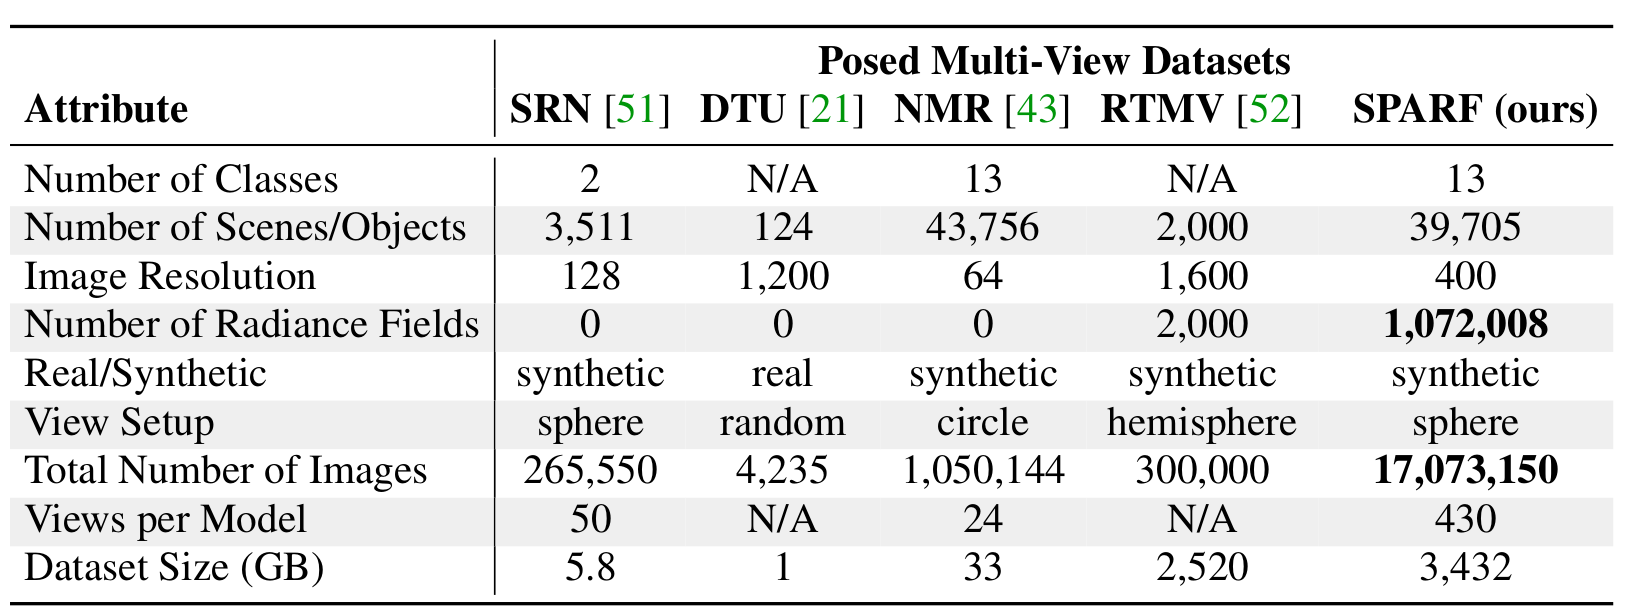 Posed Multi-View Datasets
Attribute SRN [51] DTU [21] NMR [43] RTMV [52] SPARF (ours)
Number of Classes 2 N/A 13 N/A 13
Number of Scenes/Objects 3,511 124 43,756 2,000 39,705
Image Resolution 128 1,200 64 1,600 400
Number of Radiance Fields 0 0 0 2,000 1,072,008
Real/Synthetic synthetic real synthetic synthetic synthetic
View Setup sphere random circle hemisphere sphere
Total Number of Images 265,550 4,235 1,050,144 300,000 17,073,150
Views per Model 50 N/A 24 N/A 430
Dataset Size (GB) 5.8 1 33 2,520 3,432